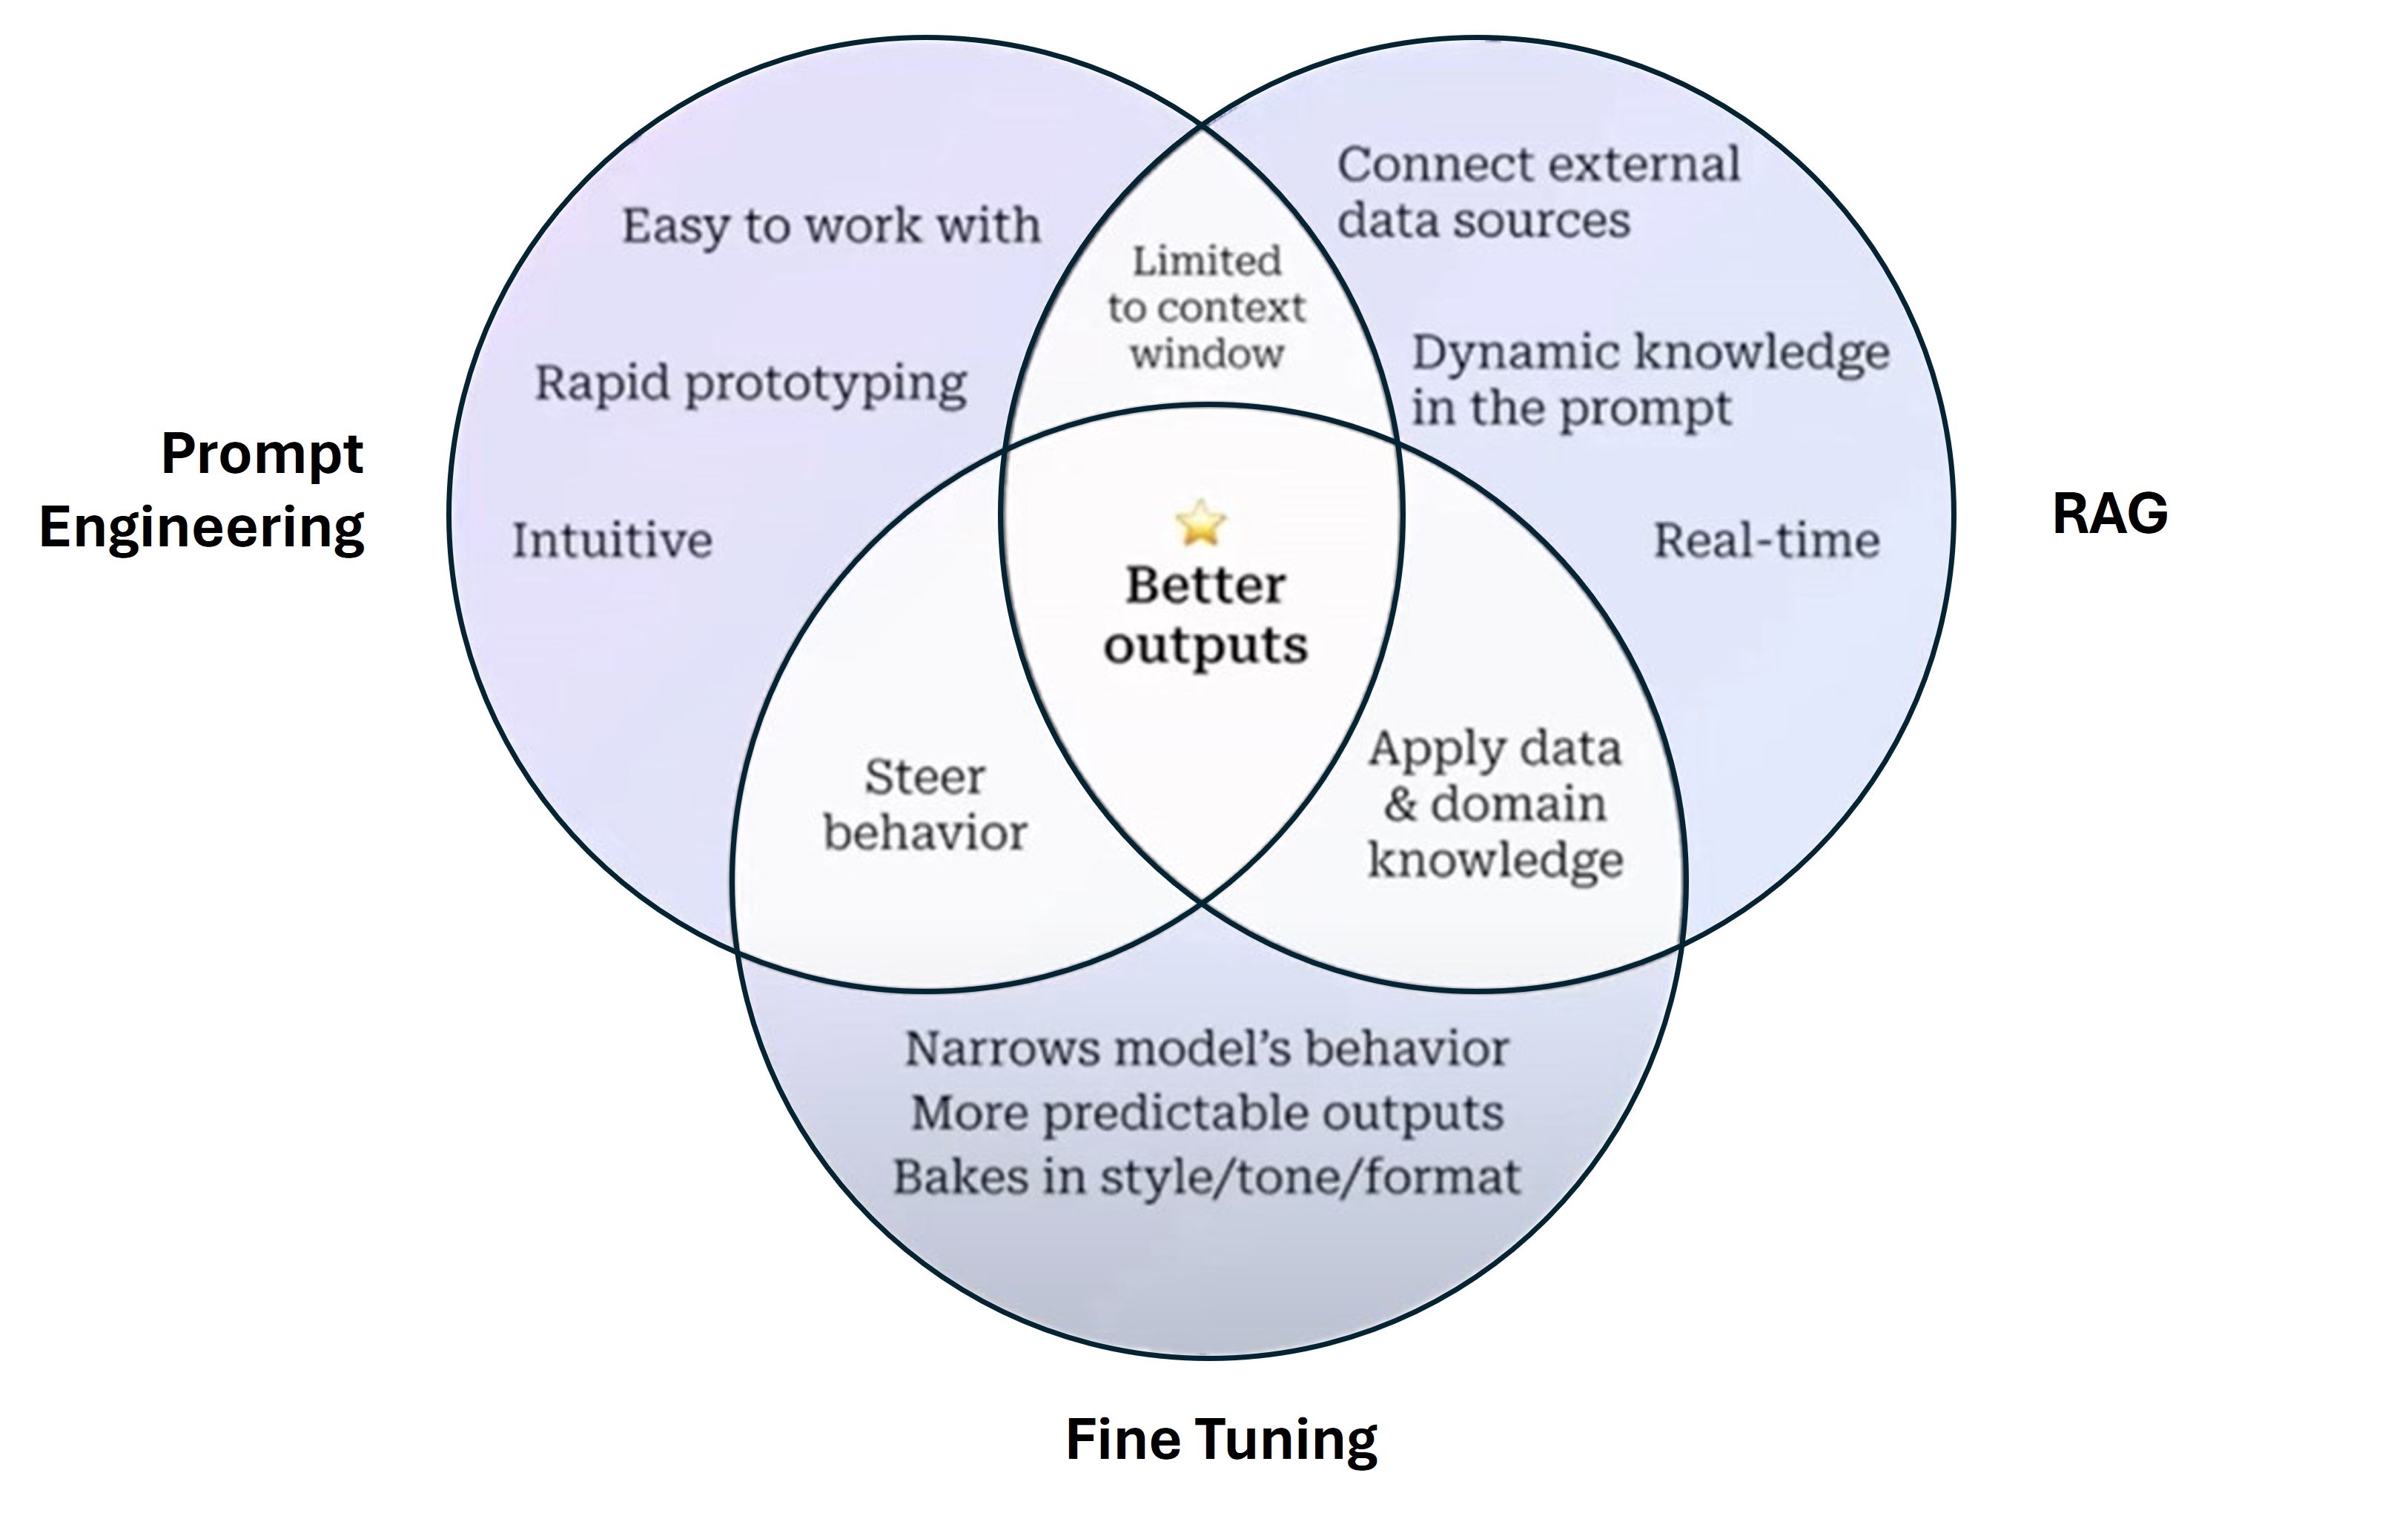 Easy to work with
Rapid prototyping
Intuitive
Prompt
Engineering
Limited
to context
window
Connect external
data sources
Dynamic knowledge
in the prompt
Real-time
RAG
Better
outputs
Steer
behavior
Apply data
& domain
knowledge
Narrows model’s behavior
More predictable outputs
Bakes in style/tone/format
Fine Tuning